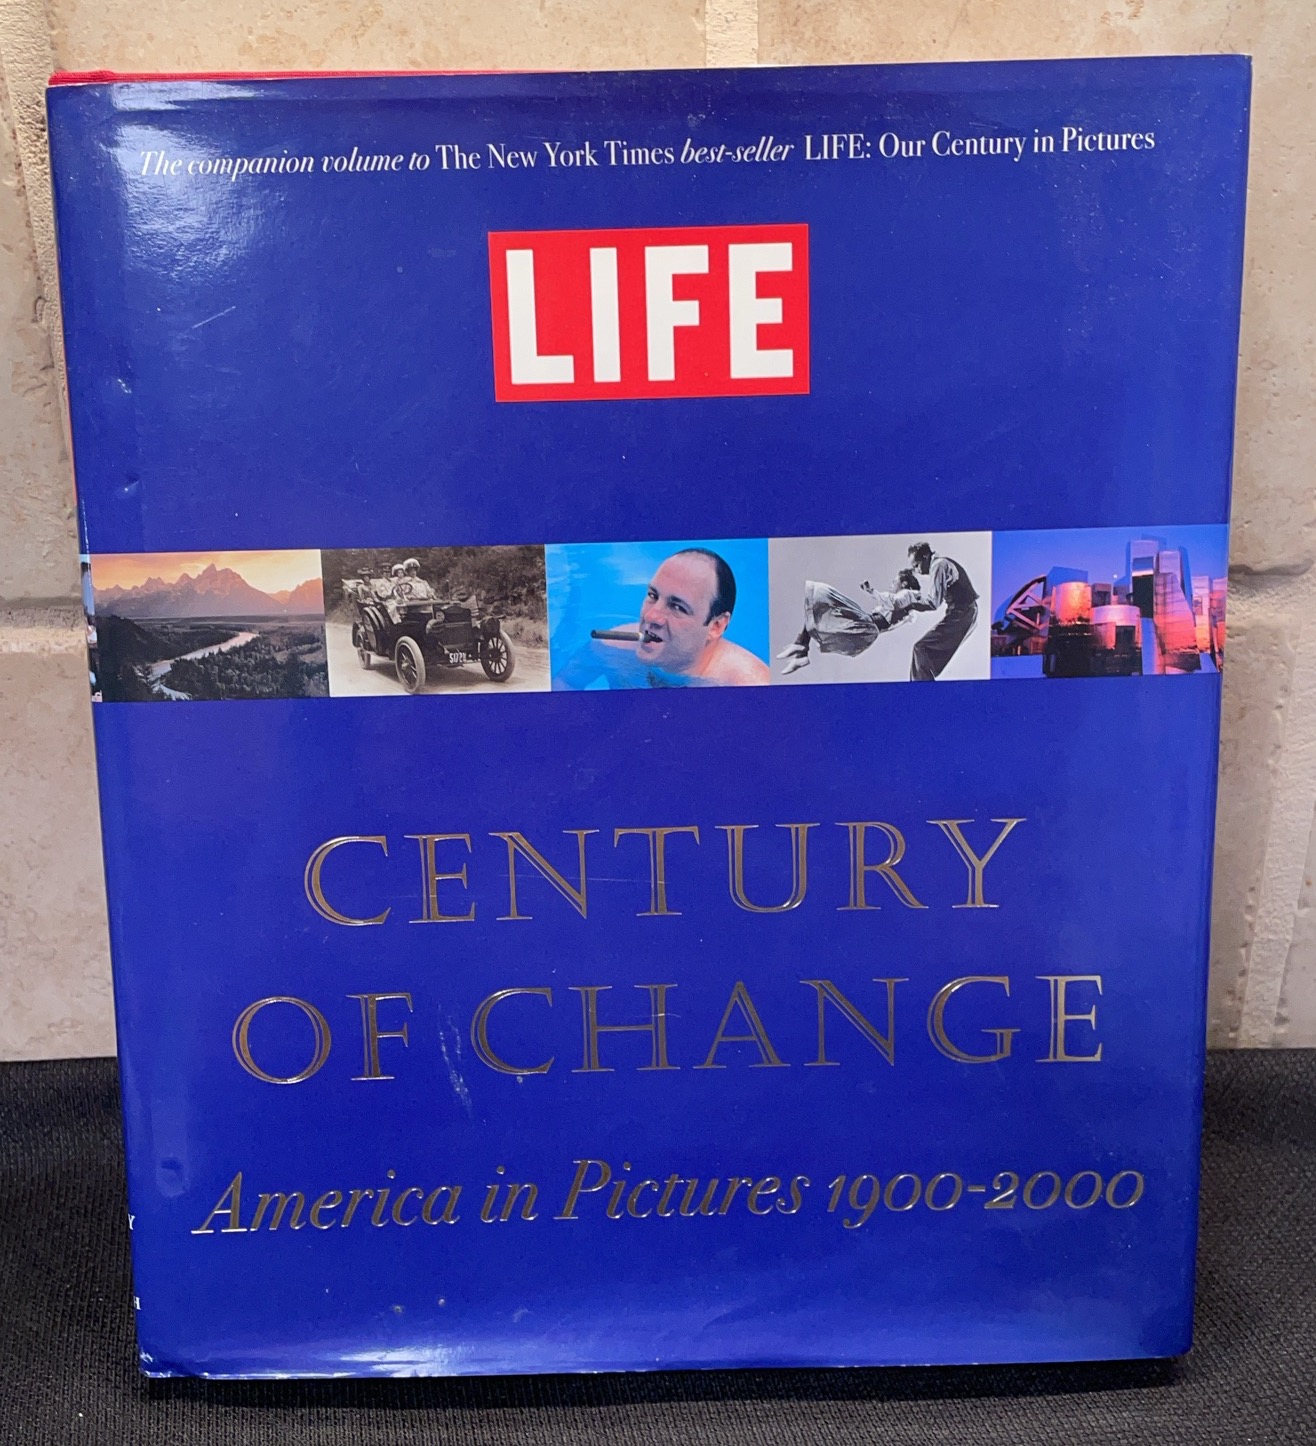 The companion volume to The New York Times best-seller LIFE: Our Century in Pictures
LIFE
CENTURY
OF CHANGE
America in Pictures 1900-2000